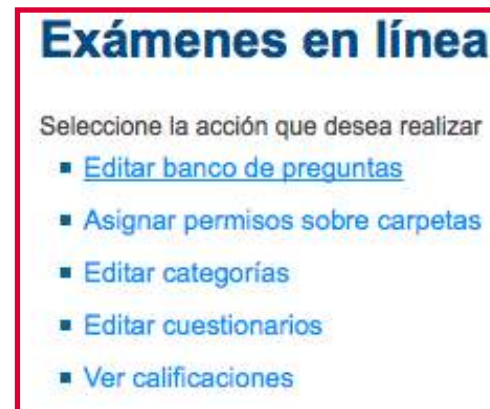 Exámenes en línea
Seleccione la acción que desea realizar
Editar banco de preguntas
Asignar permisos sobre carpetas
Editar categorías
Editar cuestionarios
Ver calificaciones